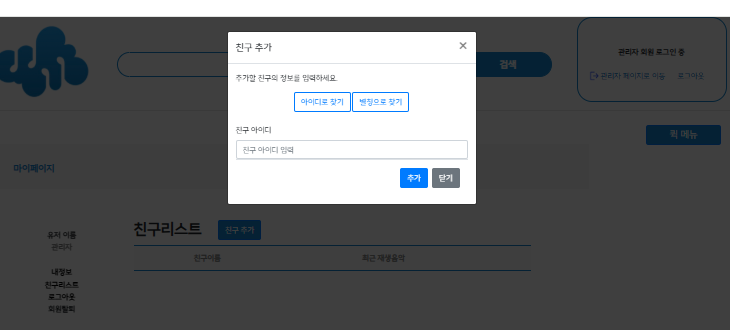 친구 추가 ×
추가할 친구의 정보를 입력하세요.
아이디로 찾기 별칭으로 찾기
친구 아이디
친구 아이디 입력
추가 닫기
검색
관리자 회원 로그인 중
관리자 페이지로 이동 로그아웃
퀵 메뉴
마이페이지
유저 이름
관리자
내정보
친구리스트
로그아웃
회원탈퇴
친구리스트 친구 추가
친구이름 최근 재생음악